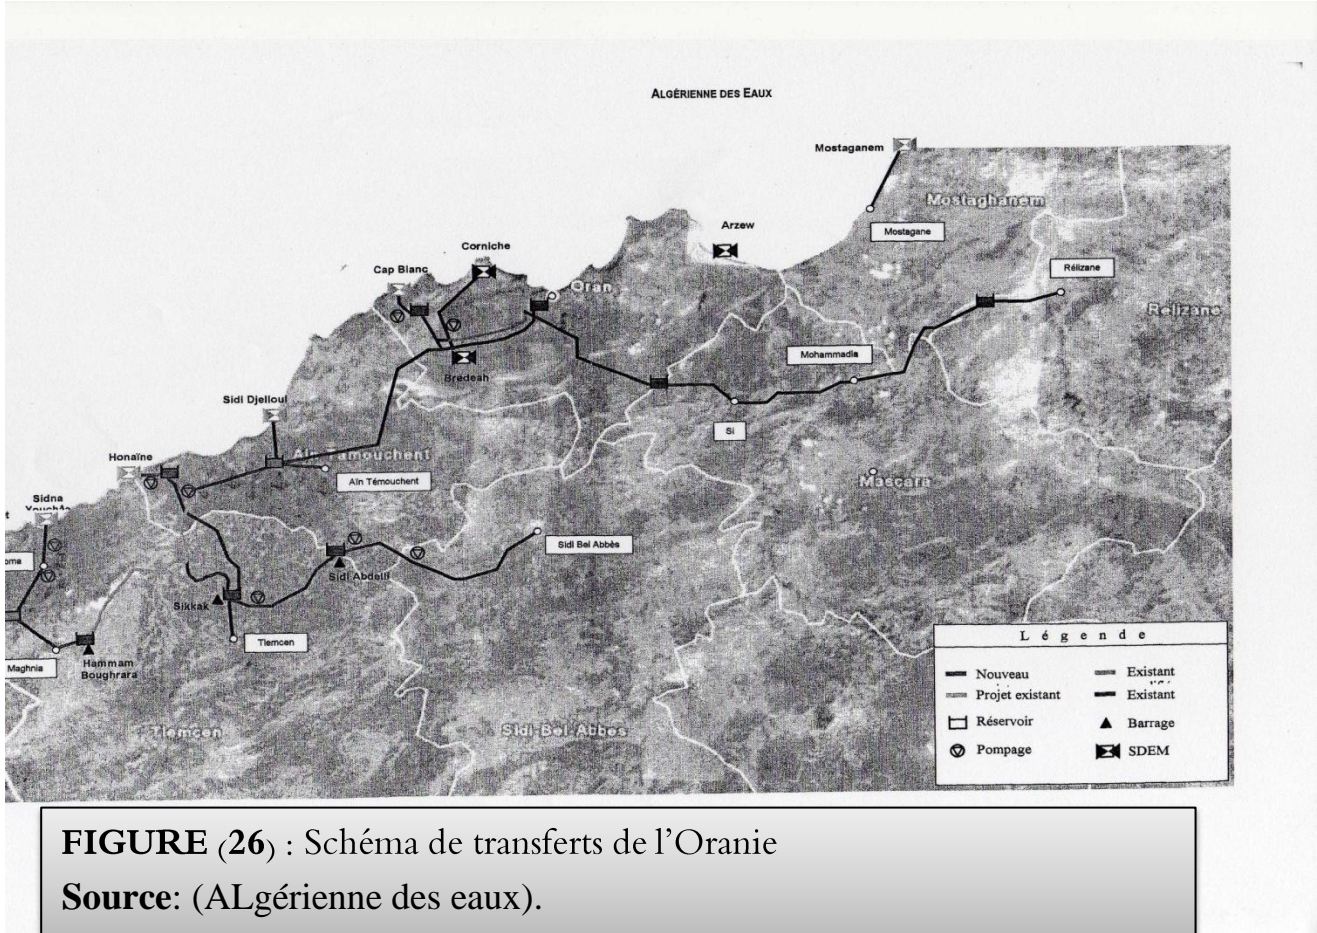 ALGÉRIENNE DES EAUX
Mostaganem
Mostaghanem
Mostagane
Arzew
Corniche
Cap Blanc
Oran
Rélizane
Relizane
Mohammadia
Bredeah
Sidi Djelloul
Si
Aïn Témouchent
Honaïne
Mascara
Sidna
Sidi Bel Abbès
Sidi Abdelli
Sikkak
Tlemcen
Maghnia
Hammam
Boughrara
Tlemcen
Sidi-Bel-Abbes
Légende
Nouveau
Existant
Projet existant
Existant
Réservoir
Barrage
Pompage
SDEM
FIGURE (26) : Schéma de transferts de l'Oranie
Source: (ALgérienne des eaux).